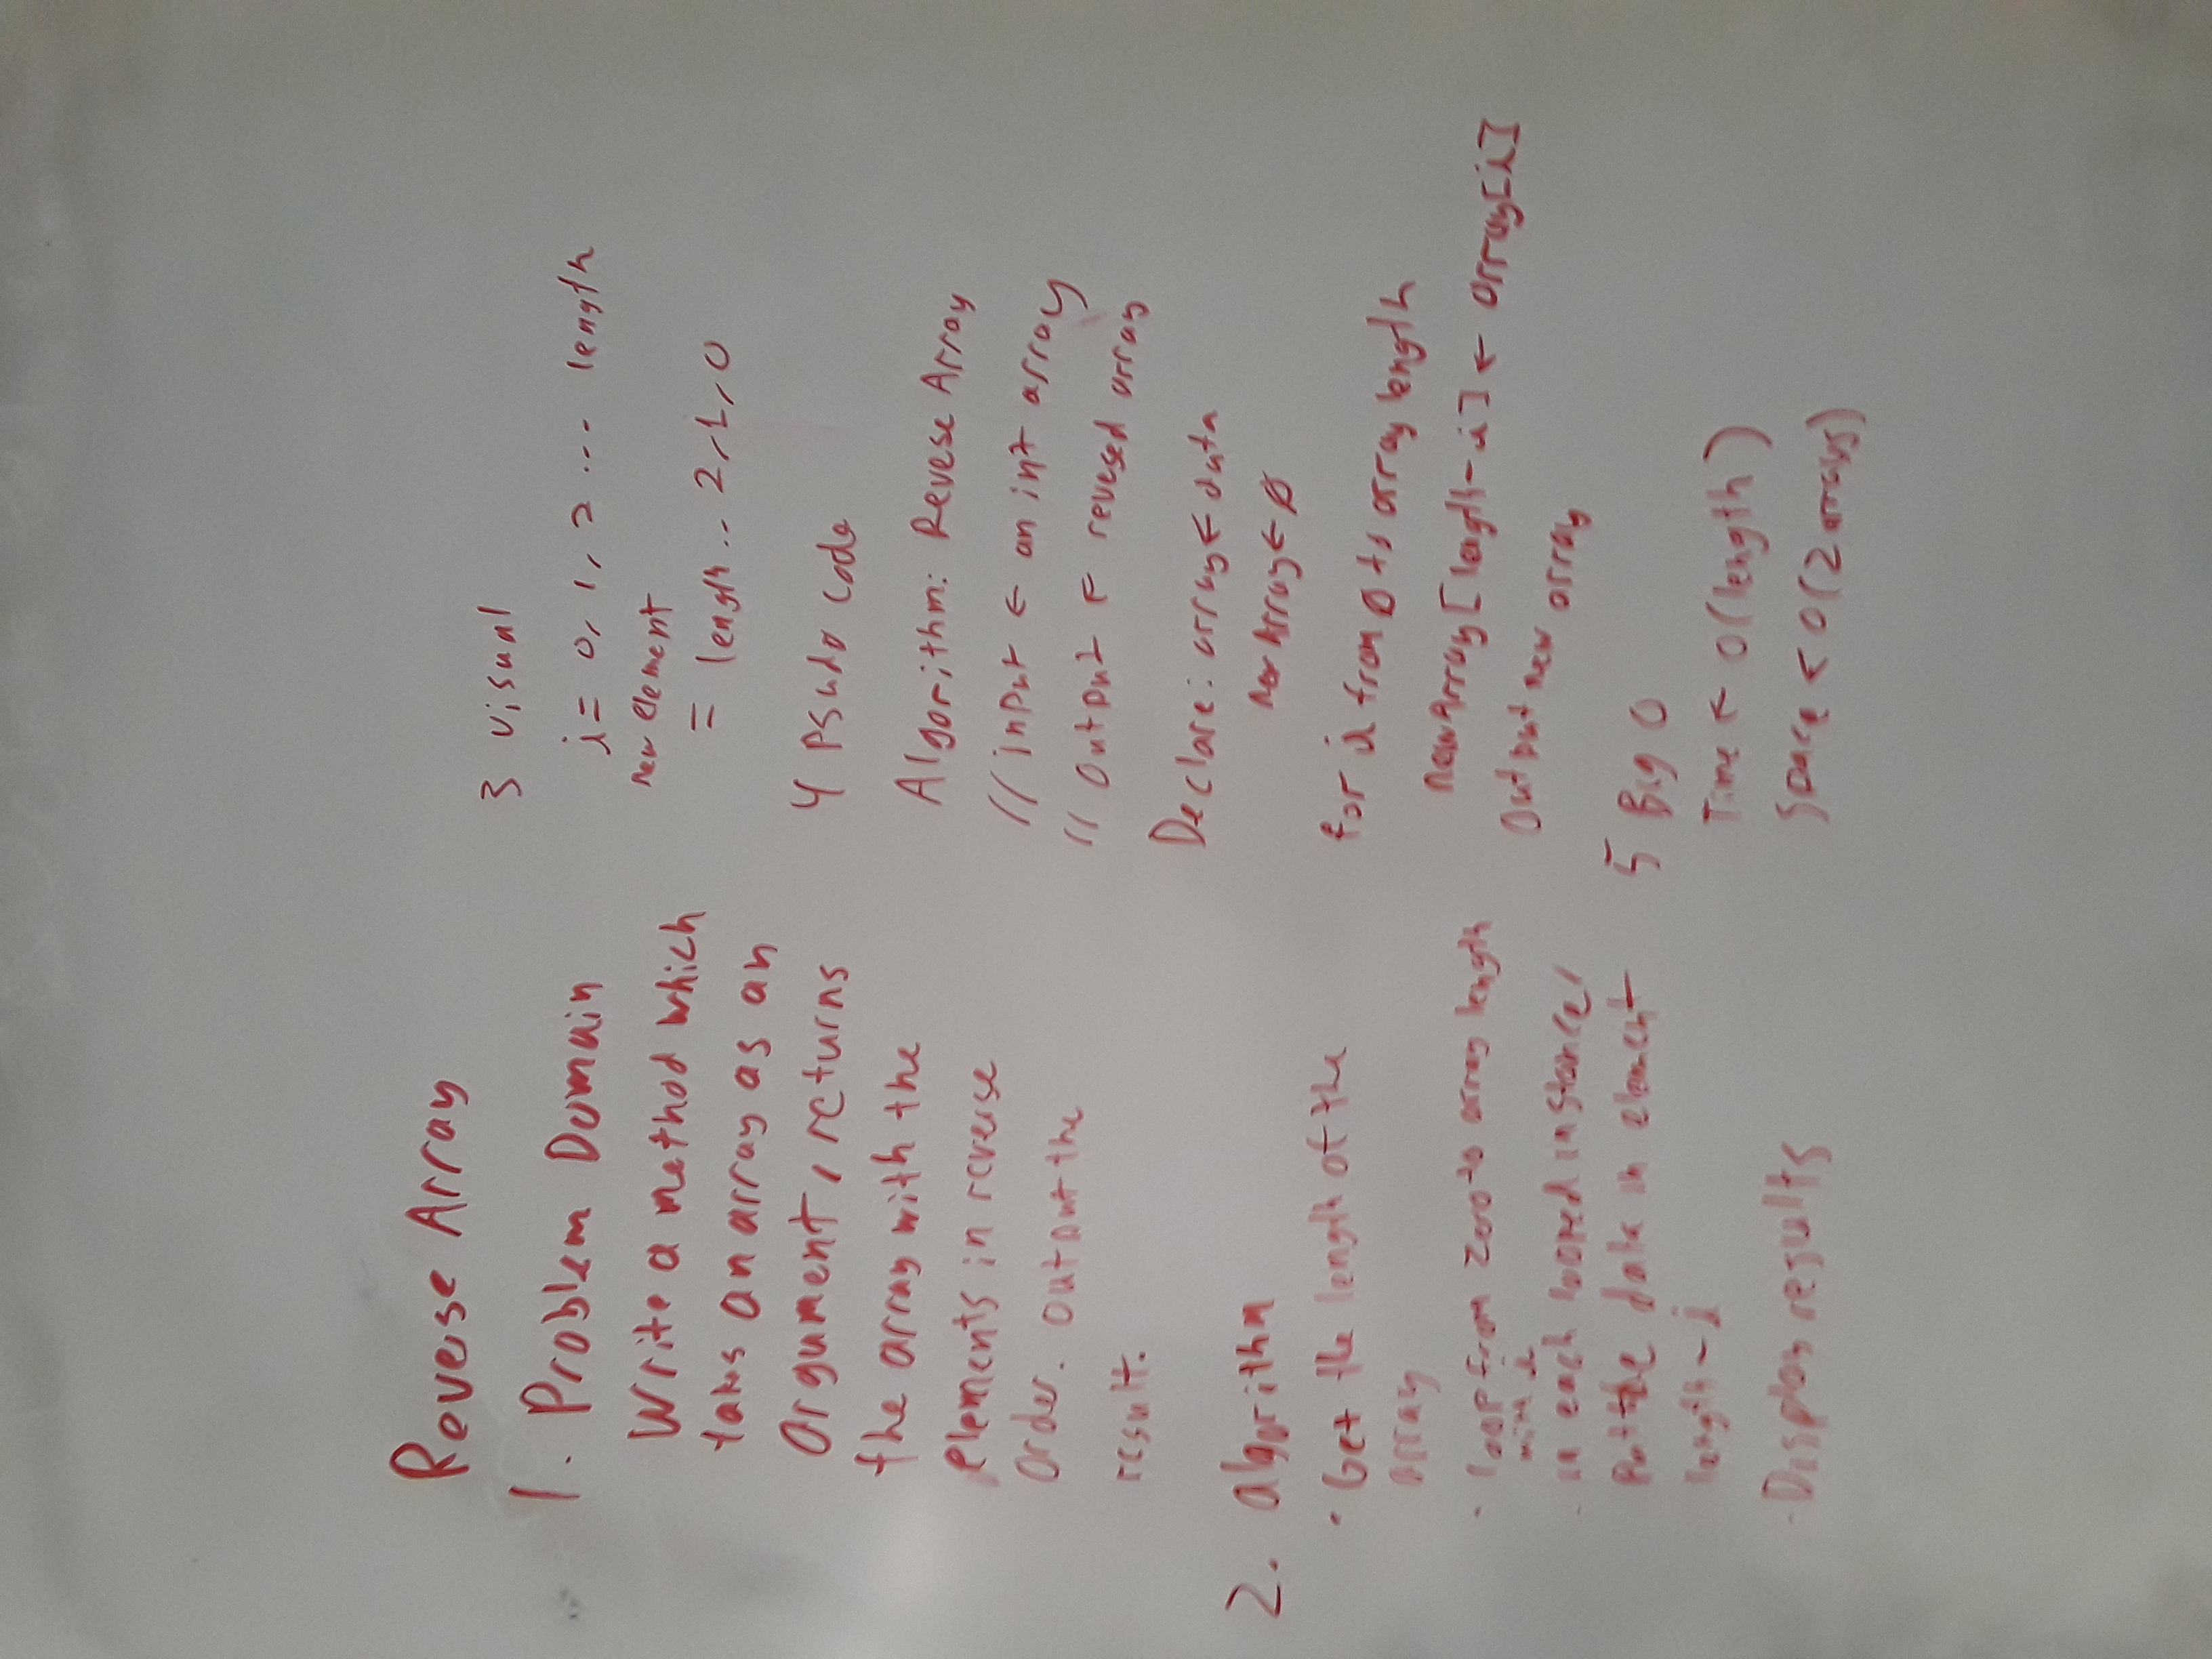 Reverse Array
1. Problem Domain
Write a method which
takes an array as an
Argument, returns
the array with the
elements in reverse
Order. output the
result.
2. algorithm
· Get the length of the
array
· loop from Zero to array length
with i
· in each looped instance,
Put the data in element
length - i
· Display results
3 visual
i = 0, 1, 2 ... length
new element
= length .. 2, 1, 0
4 Psudo code
Algorithm: Revese Array
// input ← an int array
// output ← revesed array
Declare: array ← data
new Array ← Ø
for i from Ø to array length
newArray[length - i] ← array[i]
Output new array
5 Big O
Time ← O(length)
Space < O(2 arrays)